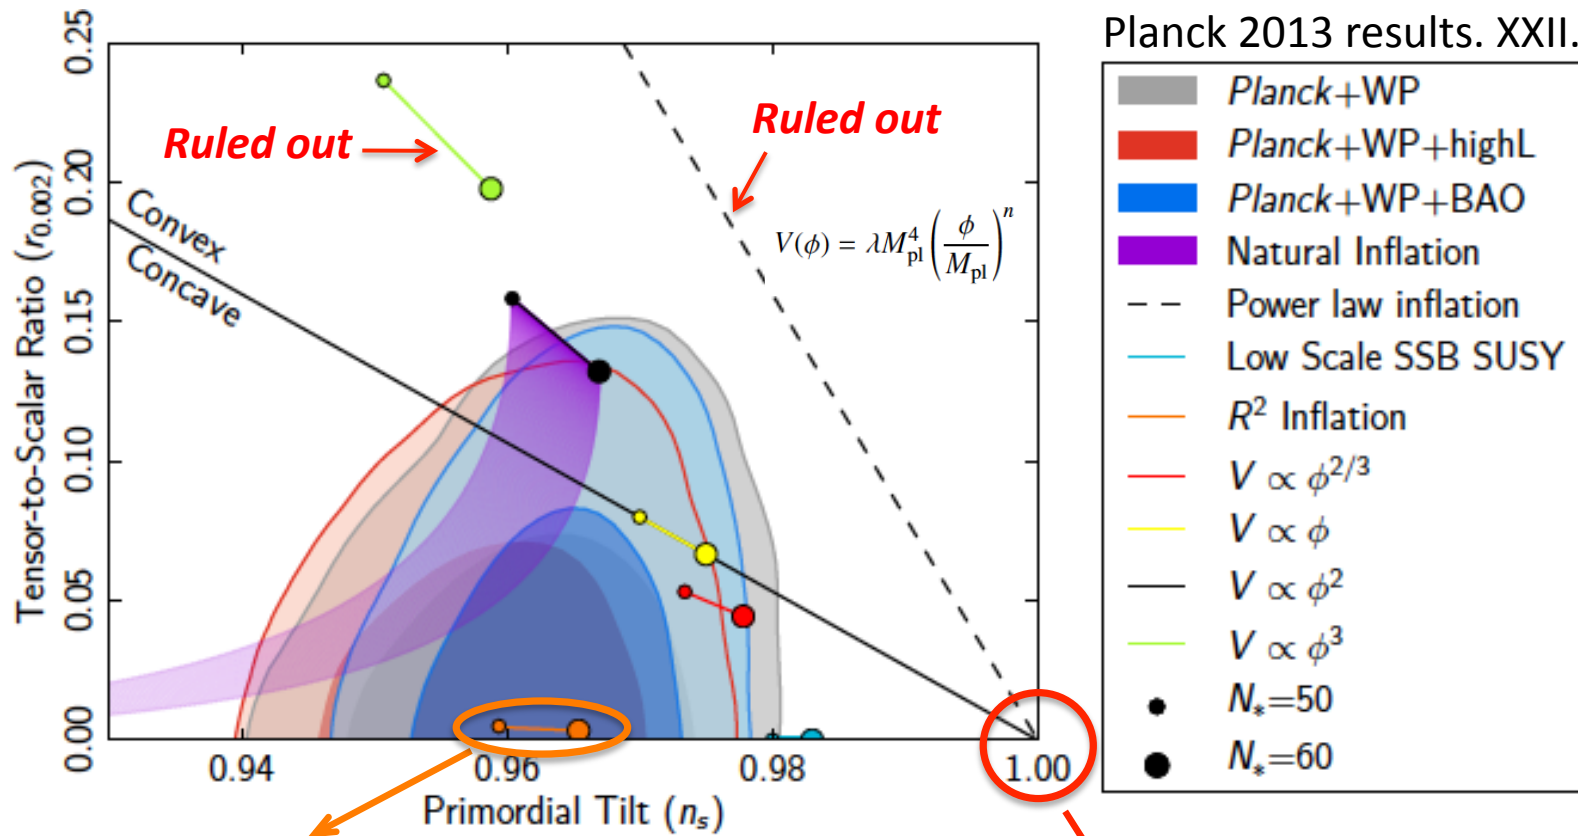 Planck 2013 results. XXII.
0.25
0.20
0.15
0.10
0.05
0.00
Tensor-to-Scalar Ratio (r0.002)
Ruled out
Ruled out
Convex
Concave
V(ϕ) = λM⁴pl (ϕ/Mpl)ⁿ
0.94
0.96
0.98
1.00
Primordial Tilt (ns)
Planck+WP
Planck+WP+highL
Planck+WP+BAO
Natural Inflation
Power law inflation
Low Scale SSB SUSY
R² Inflation
V ∝ ϕ^2/3
V ∝ ϕ
V ∝ ϕ²
V ∝ ϕ³
N*=50
N*=60